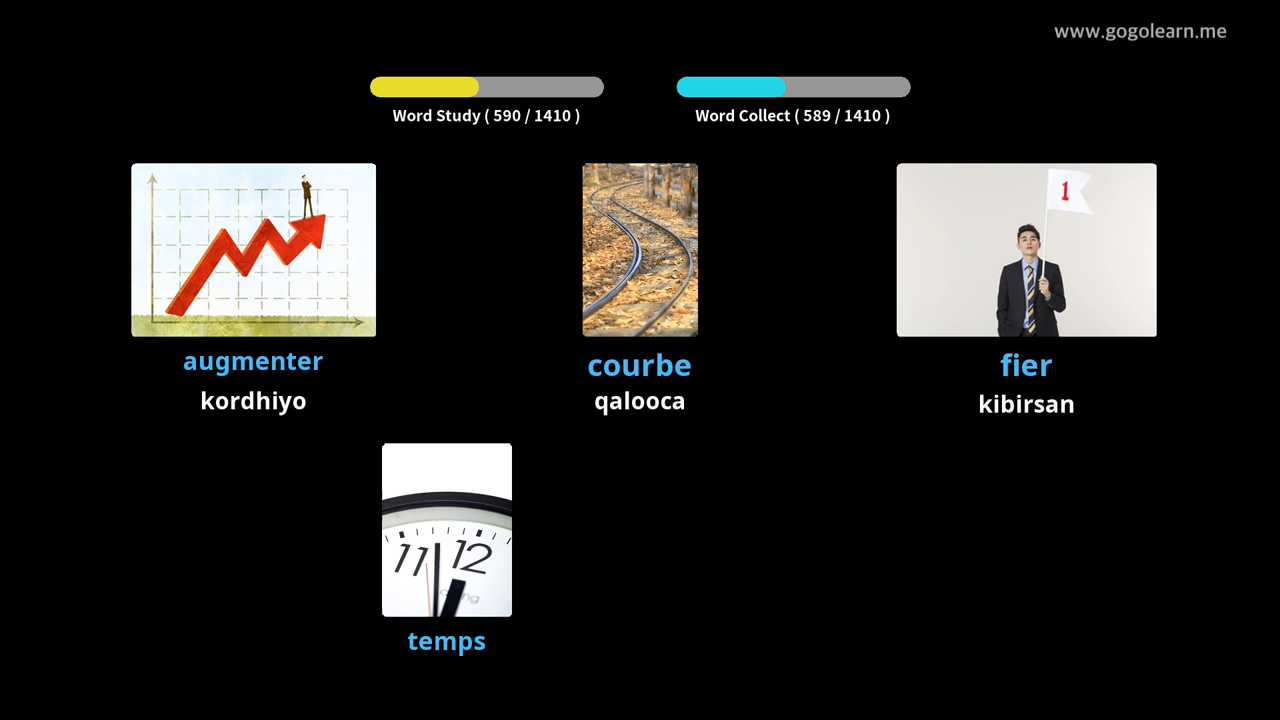 www.gogolearn.me
Word Study ( 590 / 1410 )
Word Collect ( 589 / 1410 )
1
augmenter
courbe
fier
kordhiyo
qalooca
kibirsan
11 12
temps